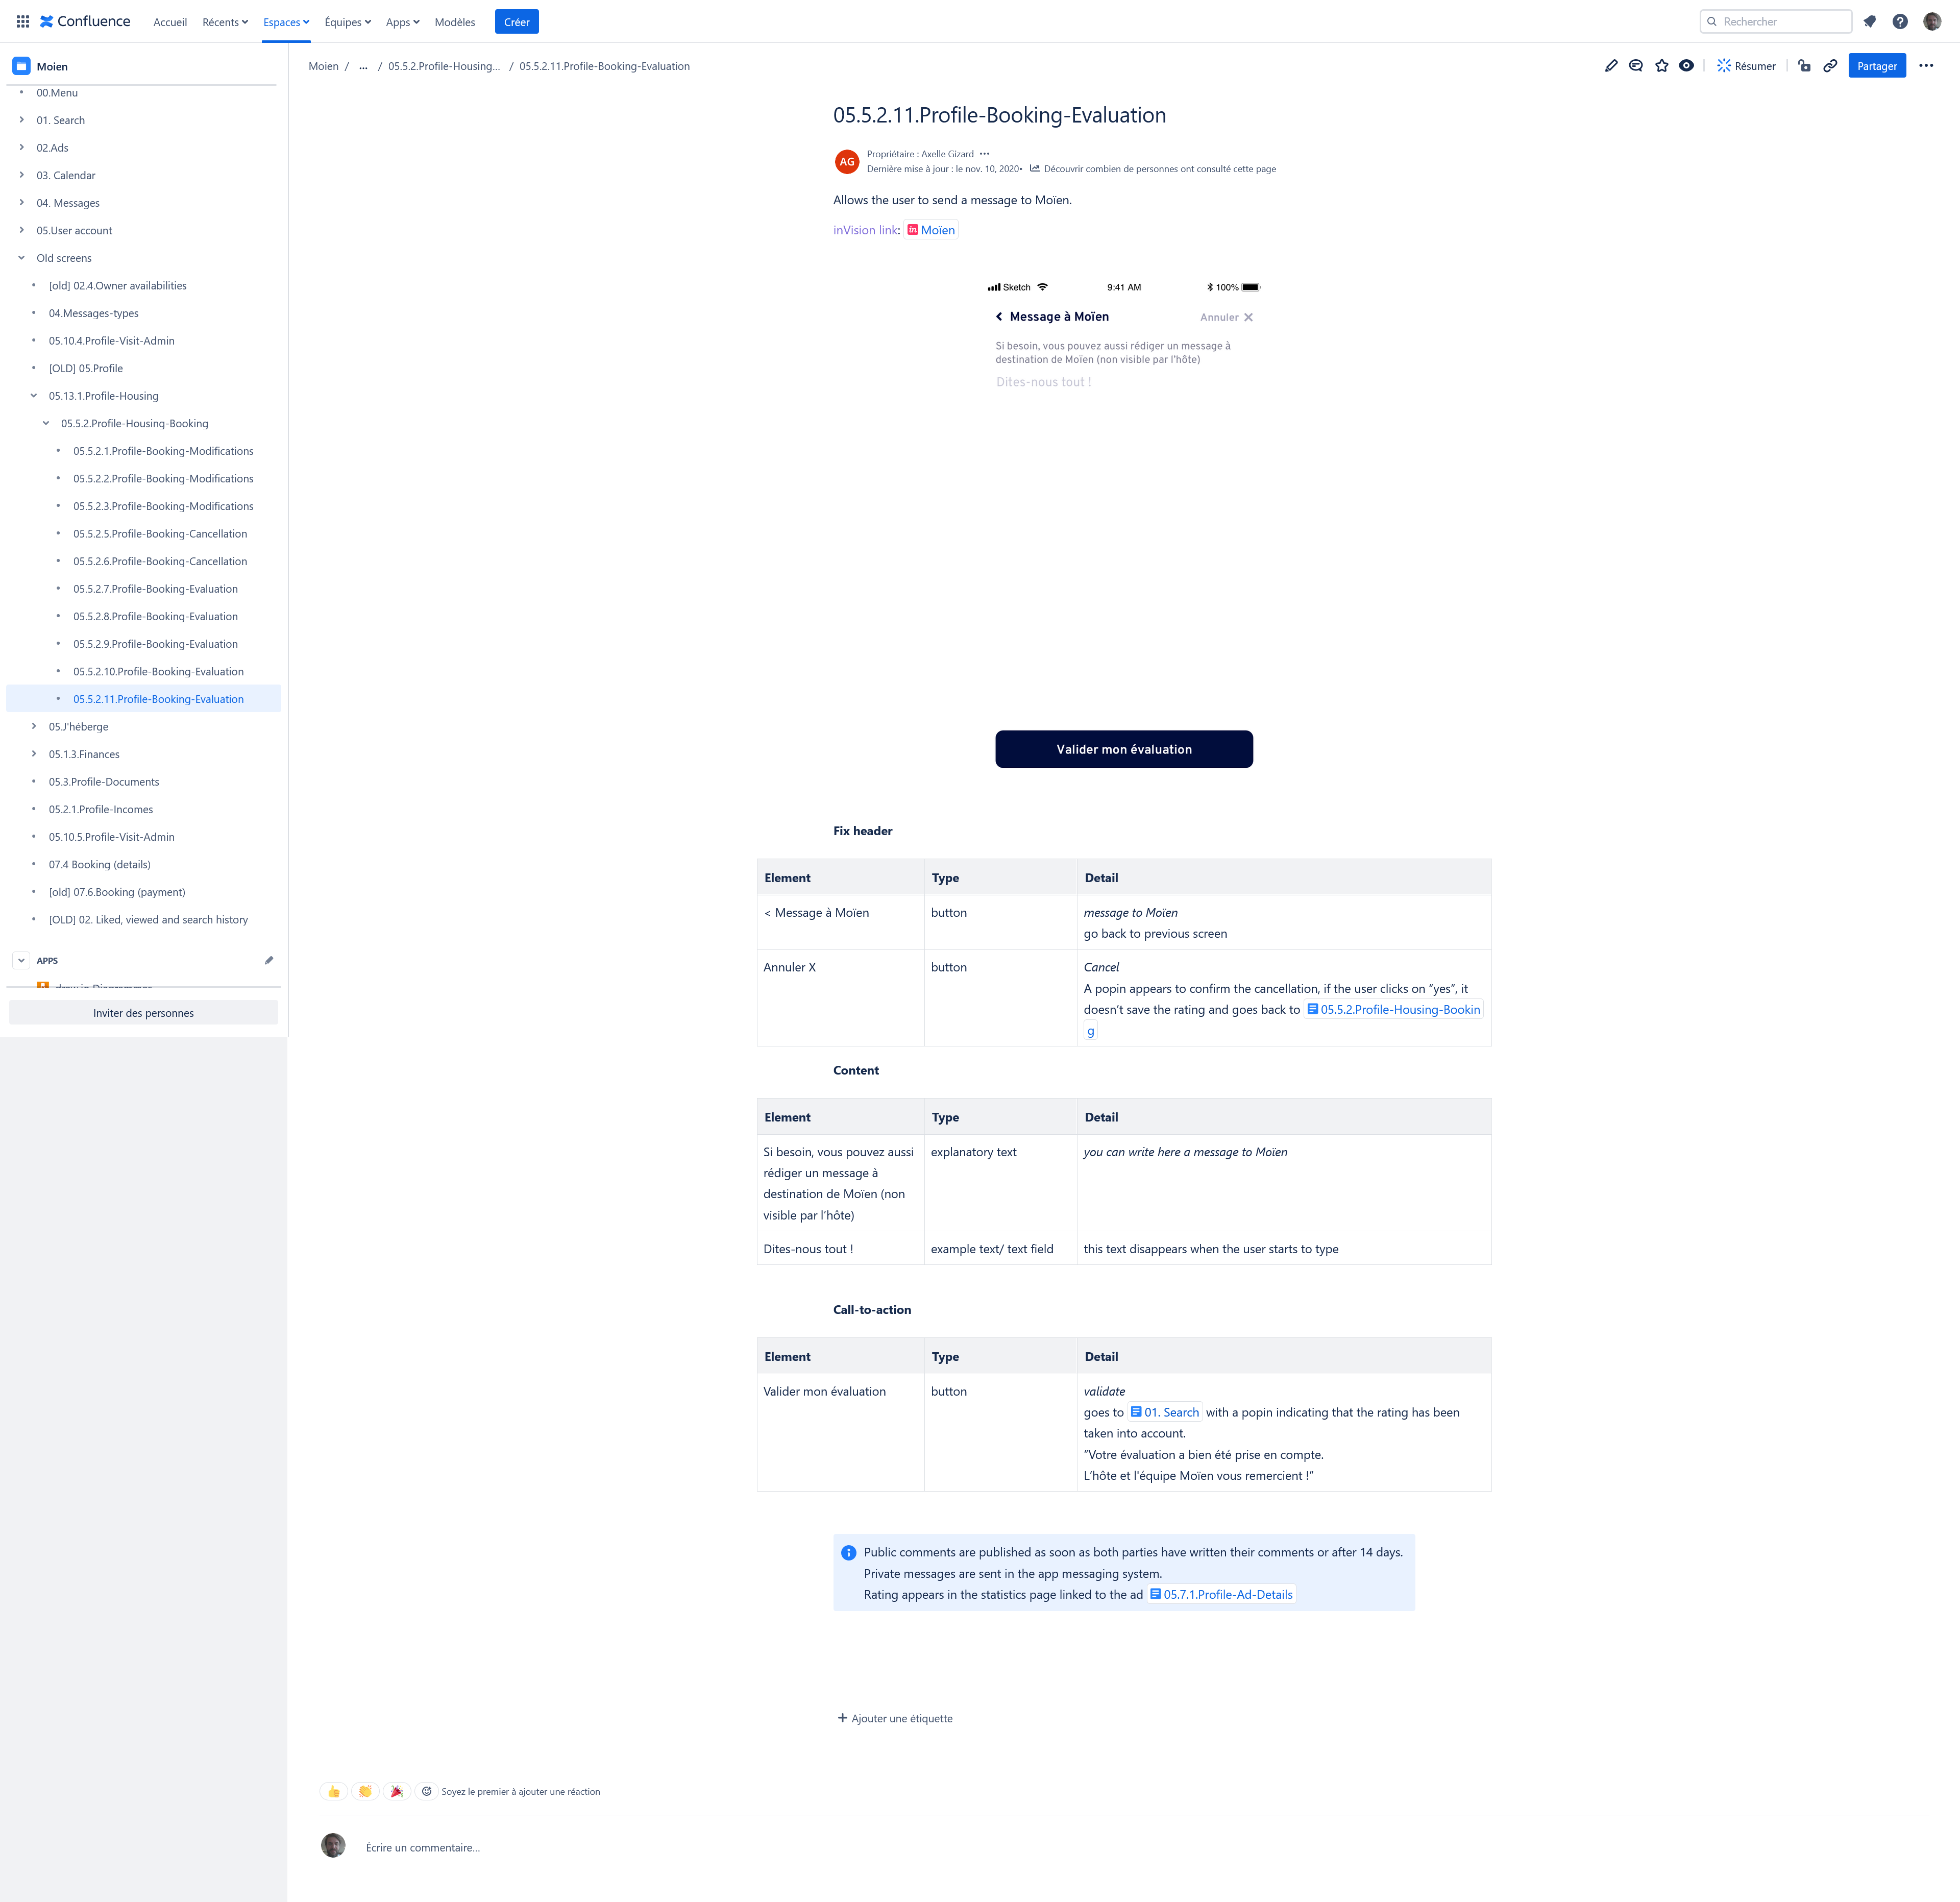 Confluence
Accueil
Récents
Espaces
Équipes
Apps
Modèles
Créer
Rechercher
Moien
00.Menu
01. Search
02.Ads
03. Calendar
04. Messages
05.User account
Old screens
[old] 02.4.Owner availabilities
04.Messages-types
05.10.4.Profile-Visit-Admin
[OLD] 05.Profile
05.13.1.Profile-Housing
05.5.2.Profile-Housing-Booking
05.5.2.1.Profile-Booking-Modifications
05.5.2.2.Profile-Booking-Modifications
05.5.2.3.Profile-Booking-Modifications
05.5.2.5.Profile-Booking-Cancellation
05.5.2.6.Profile-Booking-Cancellation
05.5.2.7.Profile-Booking-Evaluation
05.5.2.8.Profile-Booking-Evaluation
05.5.2.9.Profile-Booking-Evaluation
05.5.2.10.Profile-Booking-Evaluation
05.5.2.11.Profile-Booking-Evaluation
05.J'héberge
05.1.3.Finances
05.3.Profile-Documents
05.2.1.Profile-Incomes
05.10.5.Profile-Visit-Admin
07.4 Booking (details)
[old] 07.6.Booking (payment)
[OLD] 02. Liked, viewed and search history
APPS
Inviter des personnes
Moien / ... / 05.5.2.Profile-Housing... / 05.5.2.11.Profile-Booking-Evaluation
Résumer
Partager
05.5.2.11.Profile-Booking-Evaluation
AG
Propriétaire : Axelle Gizard
Dernière mise à jour : le nov. 10, 2020• Découvrir combien de personnes ont consulté cette page
Allows the user to send a message to Moïen.
inVision link: in Moïen
Sketch 9:41 AM 100%
< Message à Moïen Annuler X
Si besoin, vous pouvez aussi rédiger un message à
destination de Moïen (non visible par l'hôte)
Dites-nous tout !
Valider mon évaluation
Fix header
Element Type Detail
< Message à Moïen button message to Moïen
go back to previous screen
Annuler X button Cancel
A popin appears to confirm the cancellation, if the user clicks on “yes”, it
doesn’t save the rating and goes back to 05.5.2.Profile-Housing-Bookin
g
Content
Element Type Detail
Si besoin, vous pouvez aussi explanatory text you can write here a message to Moïen
rédiger un message à
destination de Moïen (non
visible par l’hôte)
Dites-nous tout ! example text/ text field this text disappears when the user starts to type
Call-to-action
Element Type Detail
Valider mon évaluation button validate
goes to 01. Search with a popin indicating that the rating has been
taken into account.
“Votre évaluation a bien été prise en compte.
L’hôte et l'équipe Moïen vous remercient !”
Public comments are published as soon as both parties have written their comments or after 14 days.
Private messages are sent in the app messaging system.
Rating appears in the statistics page linked to the ad 05.7.1.Profile-Ad-Details
Ajouter une étiquette
Soyez le premier à ajouter une réaction
Écrire un commentaire...